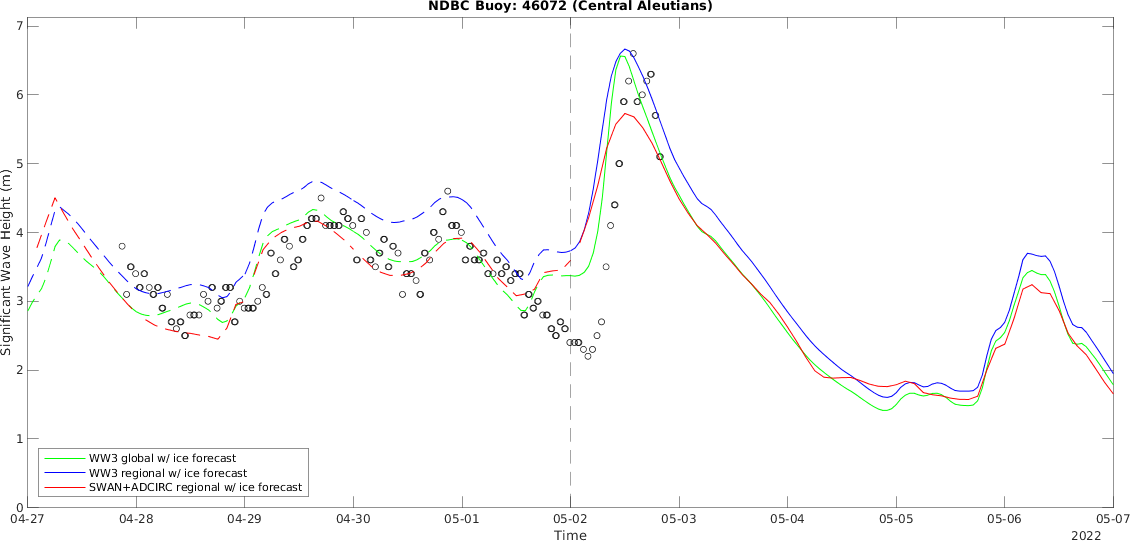 NDBC Buoy: 46072 (Central Aleutians)
7
6
5
4
3
2
1
0
Significant Wave Height (m)
WW3 global w/ ice forecast
WW3 regional w/ ice forecast
SWAN+ADCIRC regional w/ ice forecast
04-27 04-28 04-29 04-30 05-01 05-02 05-03 05-04 05-05 05-06 05-07
Time
2022